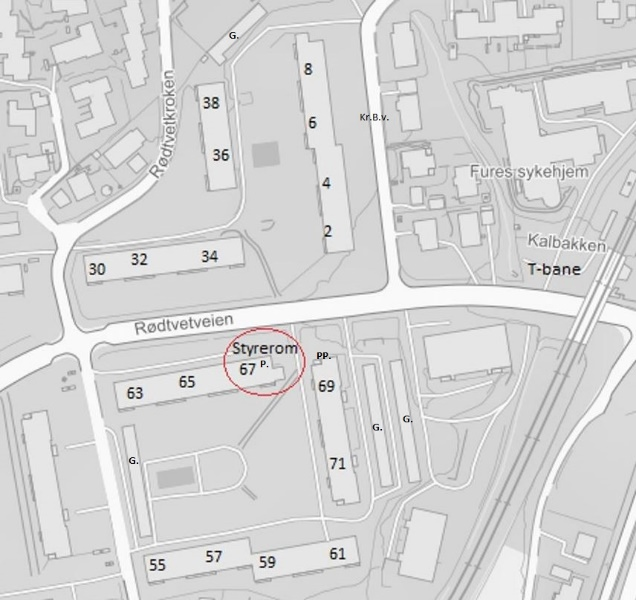 G.
8
38
Rødtvetkroken
6
Kr.B.v.
36
4
Fures sykehjem
2
Kalbakken
T-bane
34
32
30
Rødtvetveien
Styrerom
67 P.
PP.
65
63
69
G.
G.
G.
71
55
57
59
61